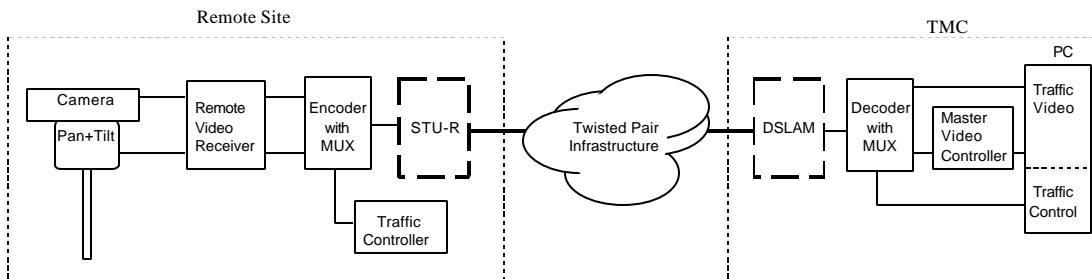 Remote Site
TMC
PC
Camera
Pan+Tilt
Remote
Video
Receiver
Encoder
with
MUX
STU-R
Traffic
Controller
Twisted Pair
Infrastructure
DSLAM
Decoder
with
MUX
Master
Video
Controller
Traffic
Video
Traffic
Control